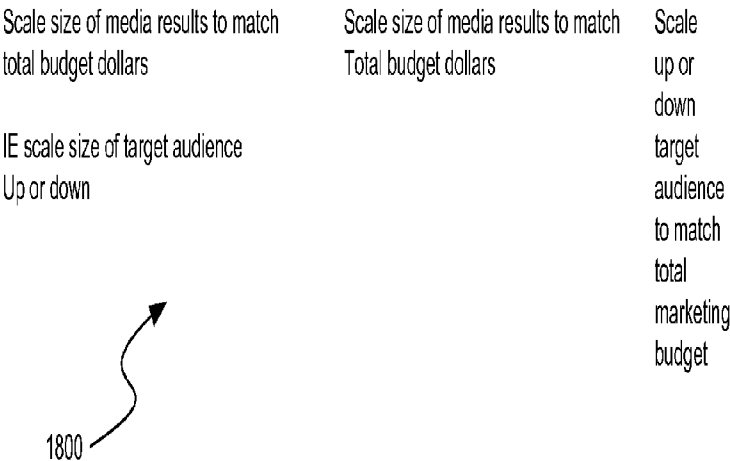 Scale size of media results to match
total budget dollars
IE scale size of target audience
Up or down
Scale size of media results to match
Total budget dollars
Scale
up or
down
target
audience
to match
total
marketing
budget
1800